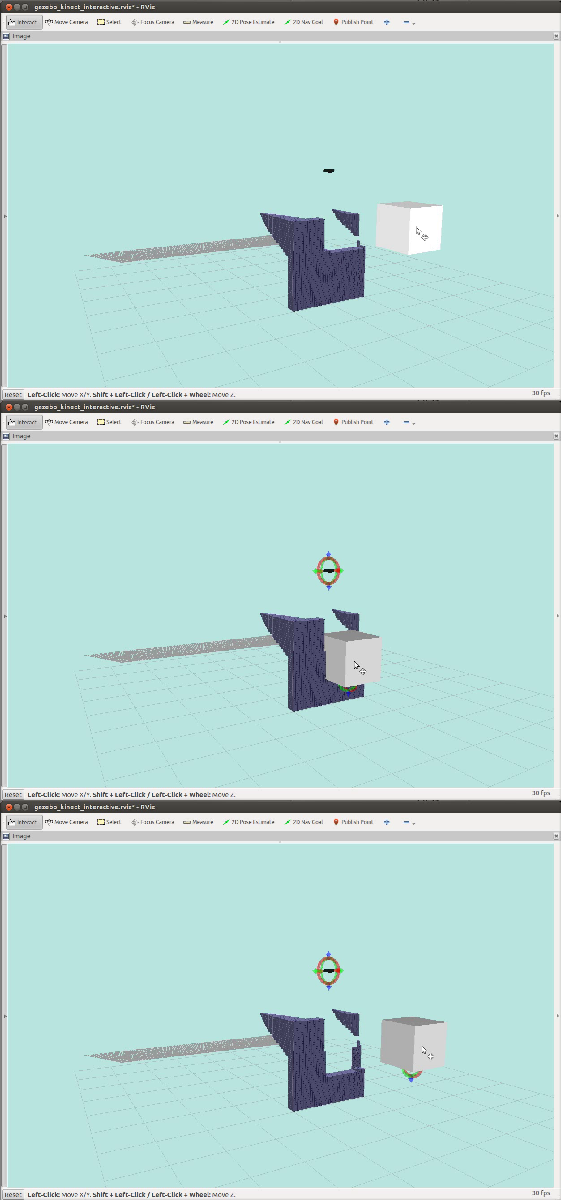 gazebo_kinect_interactive.rviz* - RViz
Interact Move Camera Select Focus Camera Measure 2D Pose Estimate 2D Nav Goal Publish Point
Image
Reset Left-Click: Move X/Y. Shift + Left-Click / Left-Click + Wheel: Move Z. 30 fps
gazebo_kinect_interactive.rviz* - RViz
Interact Move Camera Select Focus Camera Measure 2D Pose Estimate 2D Nav Goal Publish Point
Image
Reset Left-Click: Move X/Y. Shift + Left-Click / Left-Click + Wheel: Move Z. 30 fps
gazebo_kinect_interactive.rviz* - RViz
Interact Move Camera Select Focus Camera Measure 2D Pose Estimate 2D Nav Goal Publish Point
Image
Reset Left-Click: Move X/Y. Shift + Left-Click / Left-Click + Wheel: Move Z. 30 fps